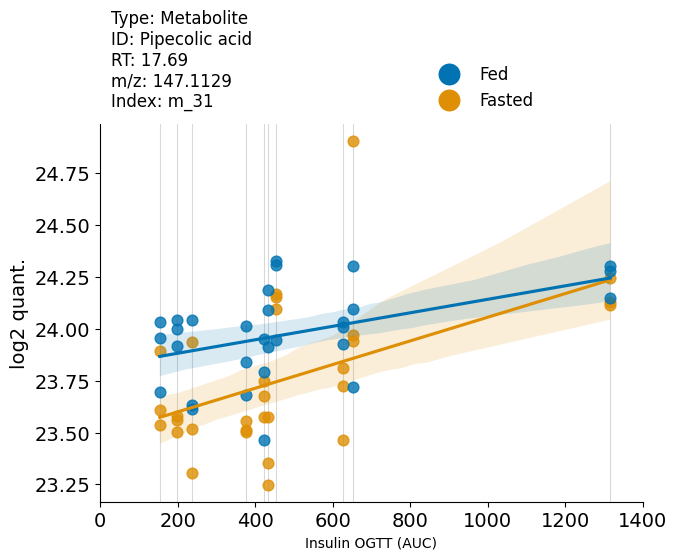 Type: Metabolite
ID: Pipecolic acid
RT: 17.69
m/z: 147.1129
Index: m_31
Fed
Fasted
24.75
24.50
24.25
24.00
23.75
23.50
23.25
log2 quant.
0 200 400 600 800 1000 1200 1400
Insulin OGTT (AUC)